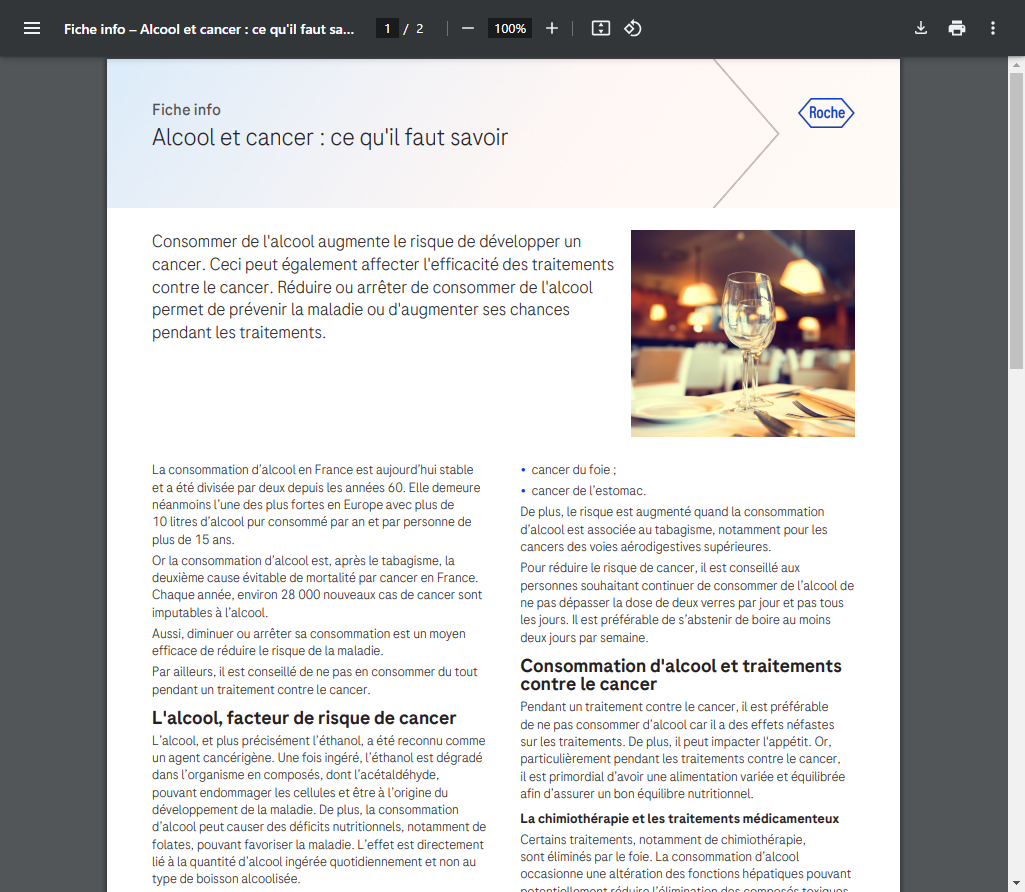 Fiche info – Alcool et cancer : ce qu'il faut sa...
1 / 2
100%
Fiche info
Alcool et cancer : ce qu'il faut savoir
Roche
Consommer de l'alcool augmente le risque de développer un
cancer. Ceci peut également affecter l'efficacité des traitements
contre le cancer. Réduire ou arrêter de consommer de l'alcool
permet de prévenir la maladie ou d'augmenter ses chances
pendant les traitements.
La consommation d'alcool en France est aujourd'hui stable
et a été divisée par deux depuis les années 60. Elle demeure
néanmoins l'une des plus fortes en Europe avec plus de
10 litres d'alcool pur consommé par an et par personne de
plus de 15 ans.
Or la consommation d'alcool est, après le tabagisme, la
deuxième cause évitable de mortalité par cancer en France.
Chaque année, environ 28 000 nouveaux cas de cancer sont
imputables à l'alcool.
Aussi, diminuer ou arrêter sa consommation est un moyen
efficace de réduire le risque de la maladie.
Par ailleurs, il est conseillé de ne pas en consommer du tout
pendant un traitement contre le cancer.
L'alcool, facteur de risque de cancer
L'alcool, et plus précisément l'éthanol, a été reconnu comme
un agent cancérigène. Une fois ingéré, l'éthanol est dégradé
dans l'organisme en composés, dont l'acétaldéhyde,
pouvant endommager les cellules et être à l'origine du
développement de la maladie. De plus, la consommation
d'alcool peut causer des déficits nutritionnels, notamment de
folates, pouvant favoriser la maladie. L'effet est directement
lié à la quantité d'alcool ingérée quotidiennement et non au
type de boisson alcoolisée.
• cancer du foie ;
• cancer de l'estomac.
De plus, le risque est augmenté quand la consommation
d'alcool est associée au tabagisme, notamment pour les
cancers des voies aérodigestives supérieures.
Pour réduire le risque de cancer, il est conseillé aux
personnes souhaitant continuer de consommer de l'alcool de
ne pas dépasser la dose de deux verres par jour et pas tous
les jours. Il est préférable de s'abstenir de boire au moins
deux jours par semaine.
Consommation d'alcool et traitements
contre le cancer
Pendant un traitement contre le cancer, il est préférable
de ne pas consommer d'alcool car il a des effets néfastes
sur les traitements. De plus, il peut impacter l'appétit. Or,
particulièrement pendant les traitements contre le cancer,
il est primordial d'avoir une alimentation variée et équilibrée
afin d'assurer un bon équilibre nutritionnel.
La chimiothérapie et les traitements médicamenteux
Certains traitements, notamment de chimiothérapie,
sont éliminés par le foie. La consommation d'alcool
occasionne une altération des fonctions hépatiques pouvant
potentiellement réduire l'élimination des composés toxiques